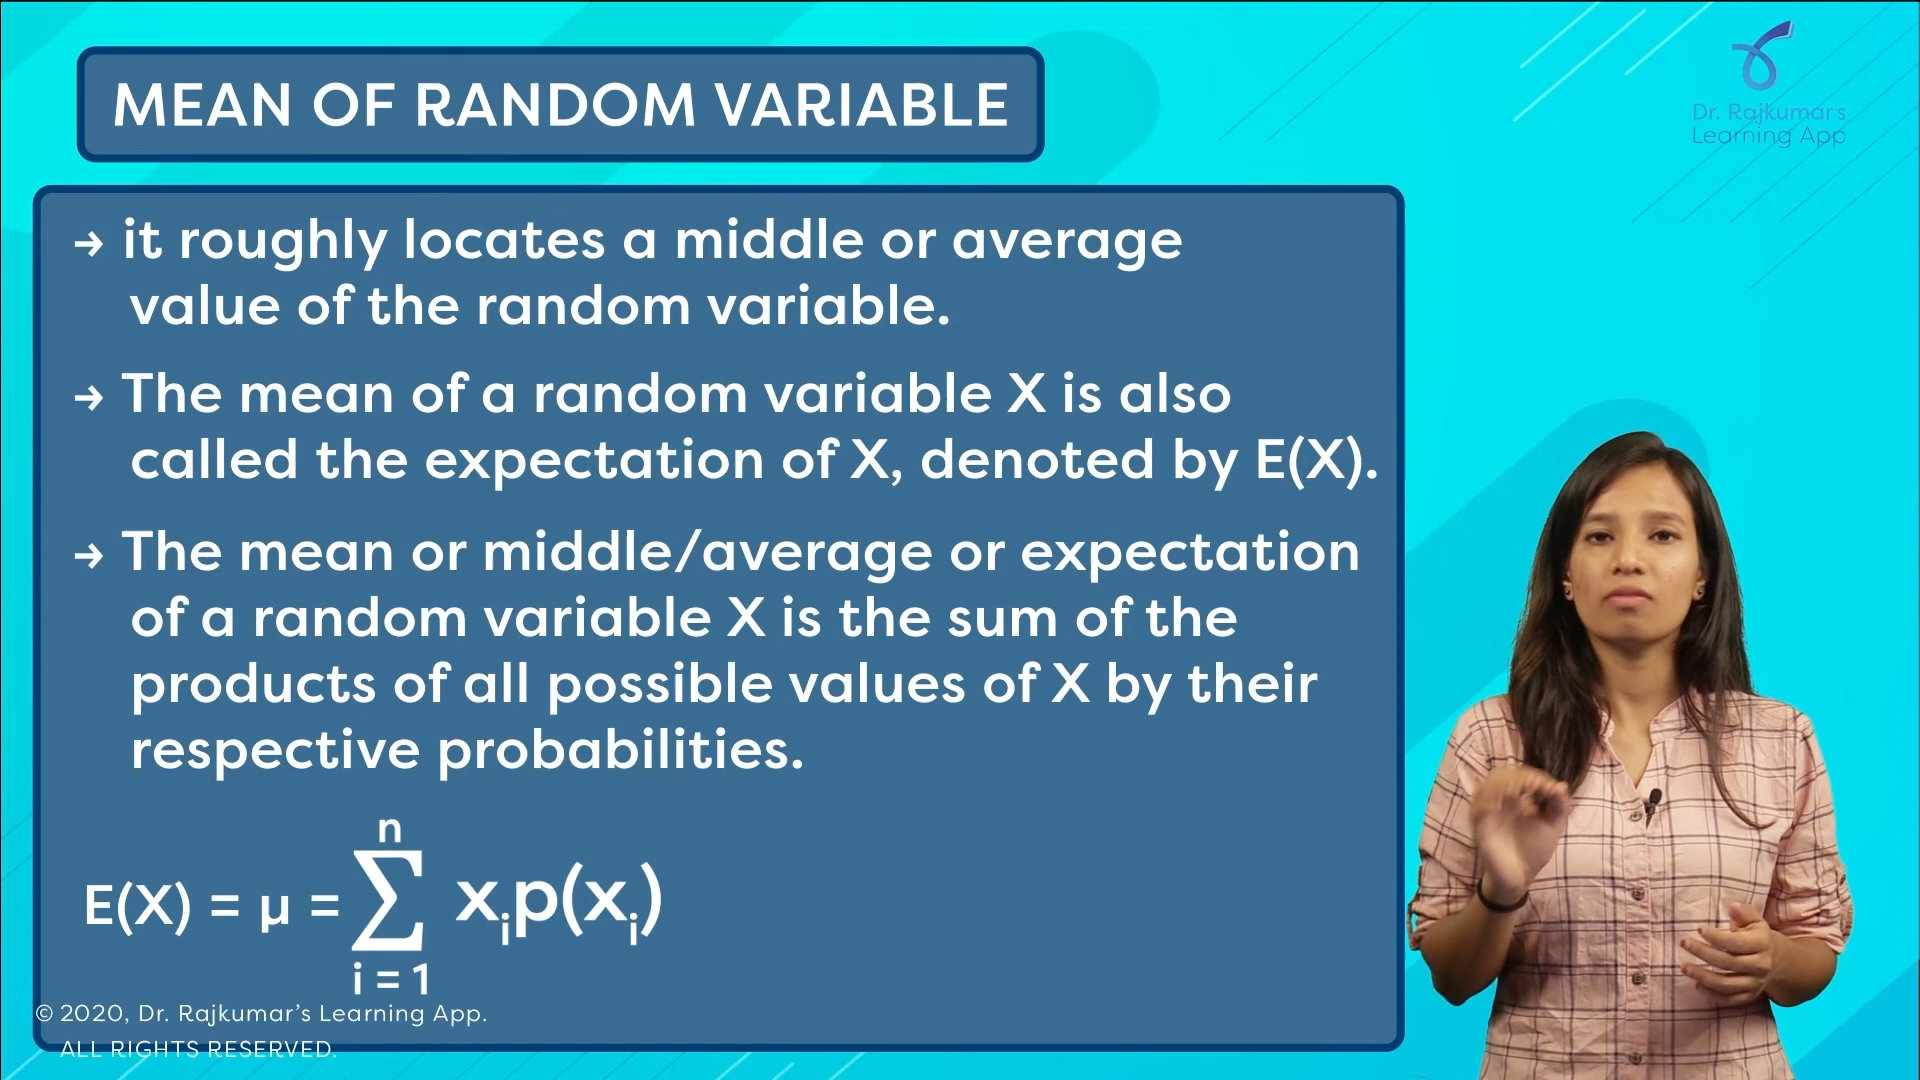 MEAN OF RANDOM VARIABLE
Dr. Rajkumar's
Learning App
→ it roughly locates a middle or average
value of the random variable.
→ The mean of a random variable X is also
called the expectation of X, denoted by E(X).
→ The mean or middle/average or expectation
of a random variable X is the sum of the
products of all possible values of X by their
respective probabilities.
n
E(X) = μ = ∑ xᵢp(xᵢ)
i = 1
© 2020, Dr. Rajkumar's Learning App.
ALL RIGHTS RESERVED.